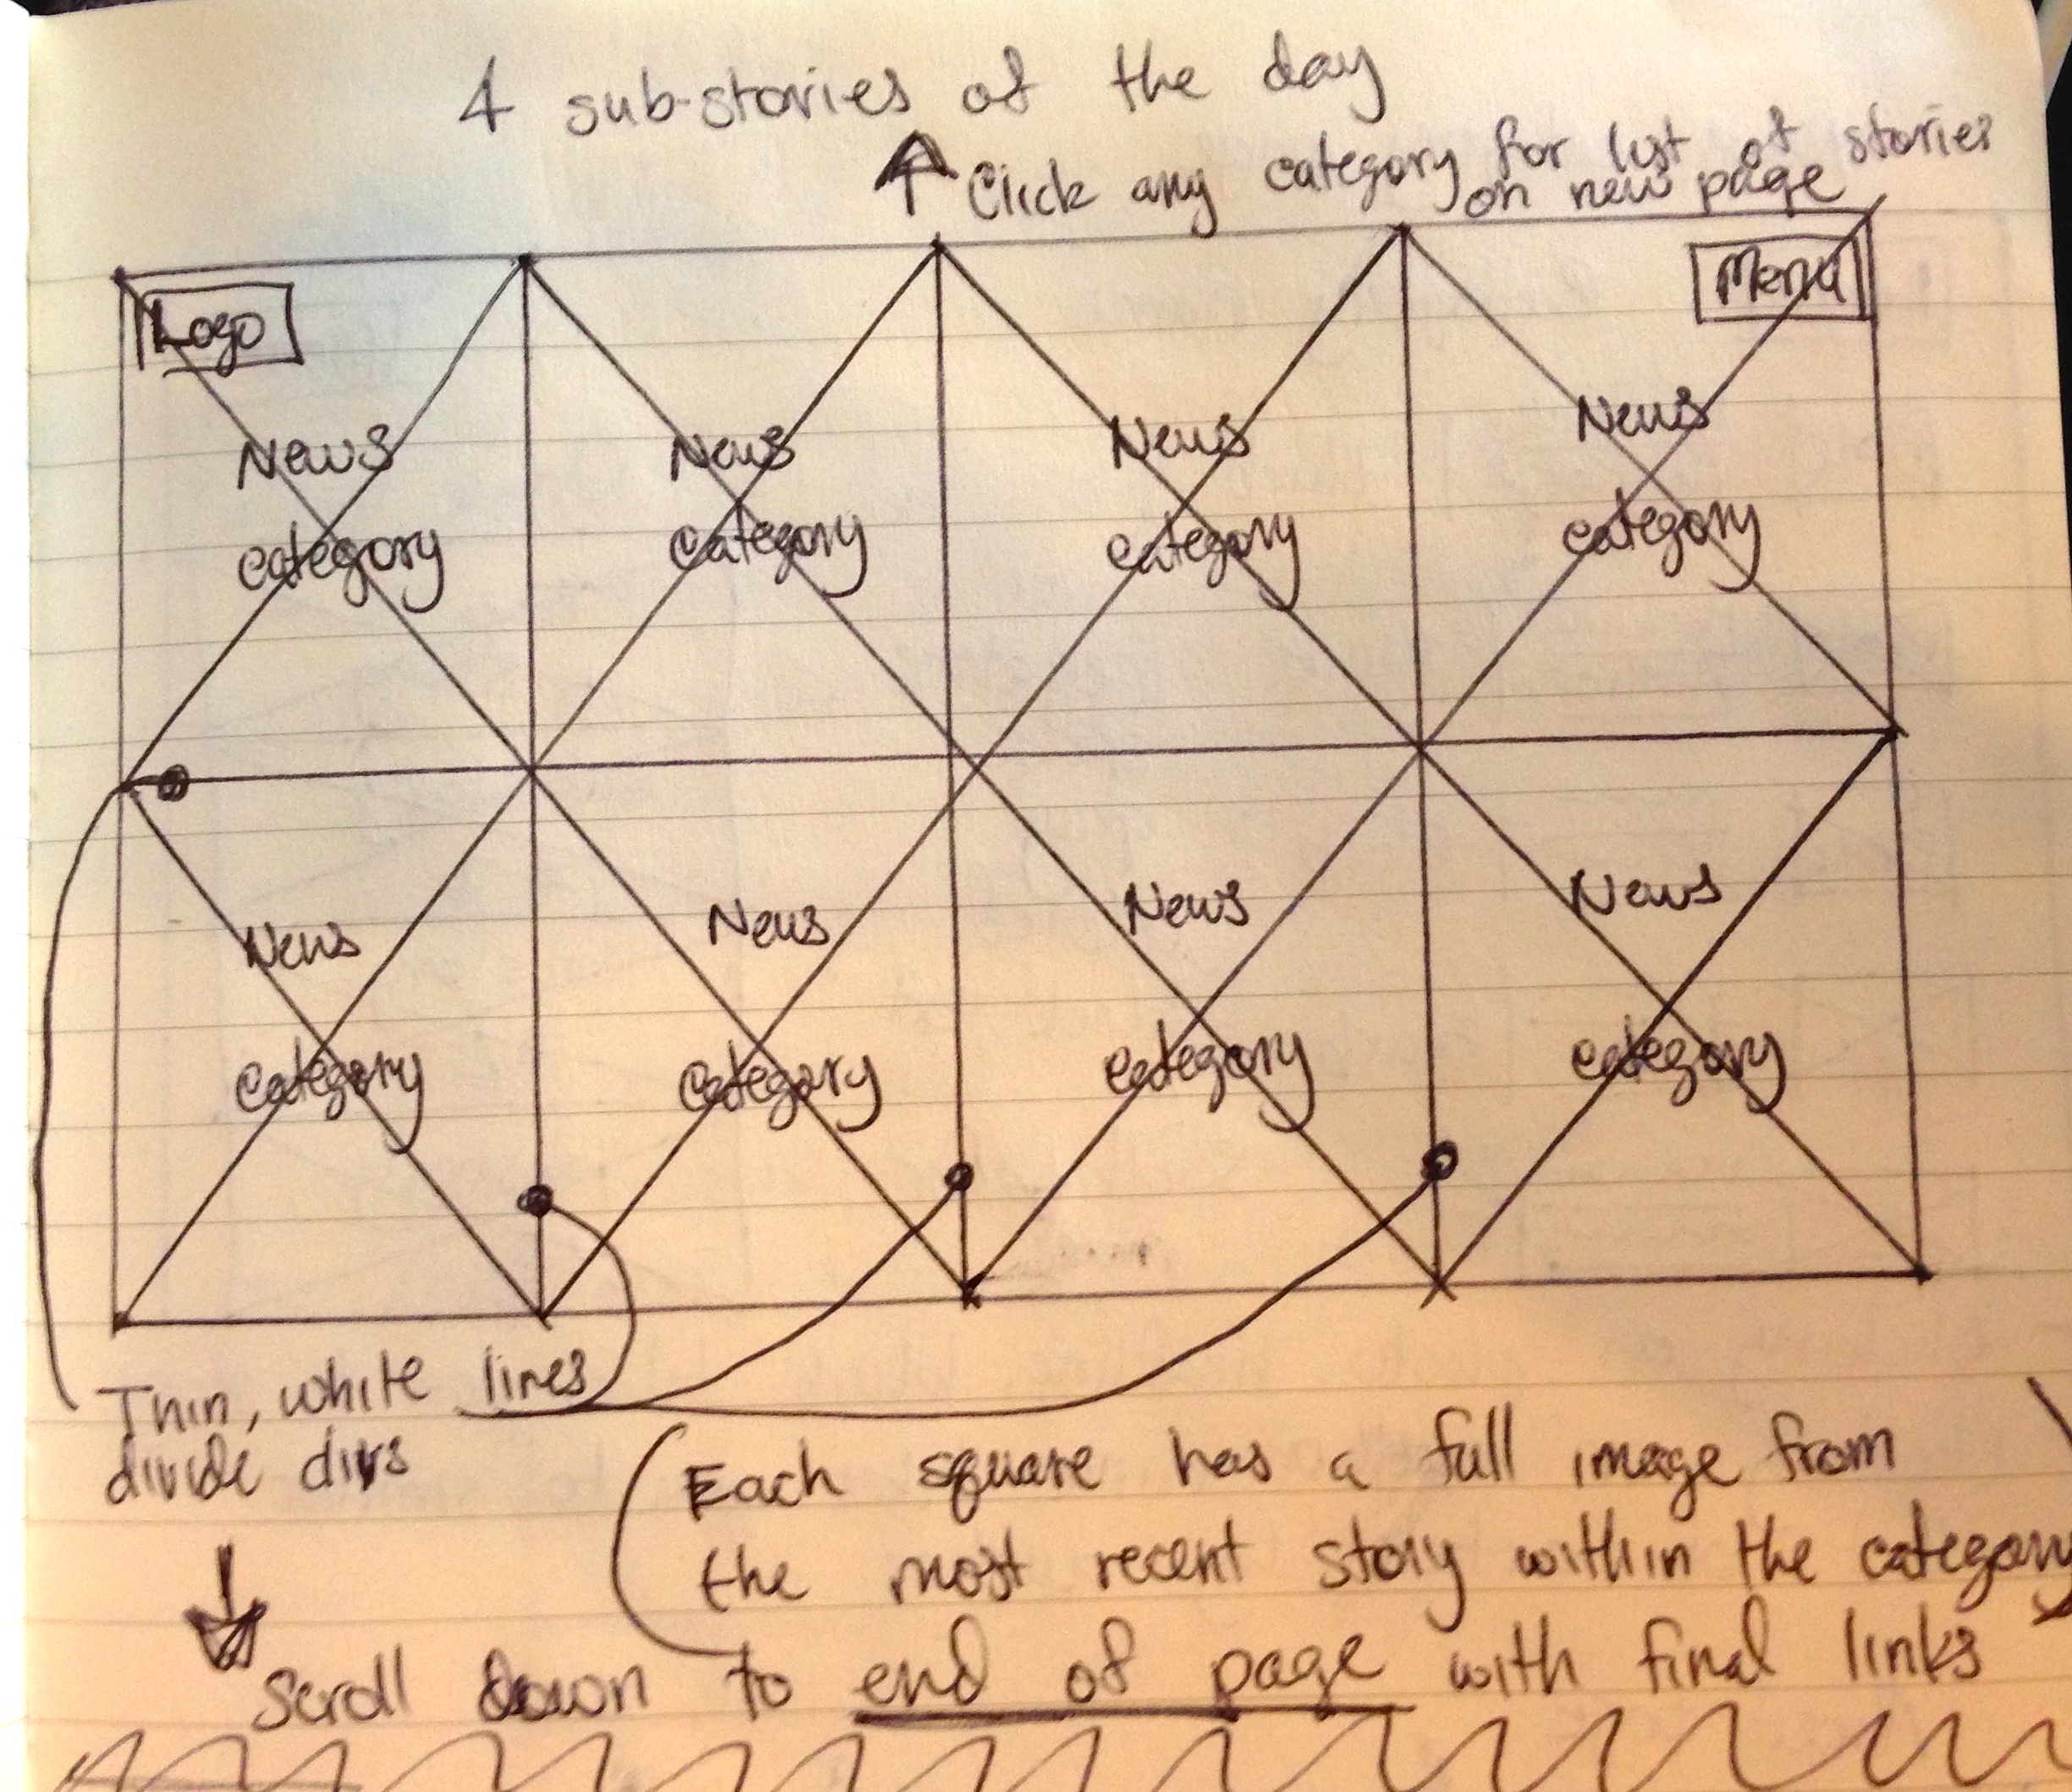 4 sub-stories of the day
Click any category for list of stories
on new page
Logo
Menu
News
category
News
category
News
category
News
category
News
category
News
category
News
category
News
category
Thin, white lines
divide divs
Each square has a full image from
the most recent story within the category
Scroll down to end of page with final links